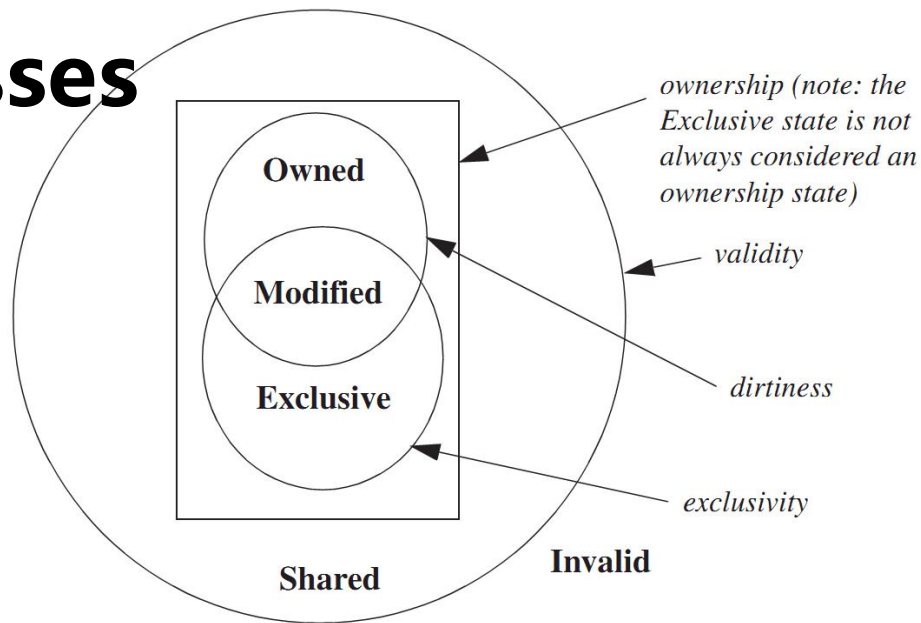 sses
ownership (note: the
Exclusive state is not
always considered an
ownership state)
Owned
validity
Modified
dirtiness
Exclusive
exclusivity
Invalid
Shared